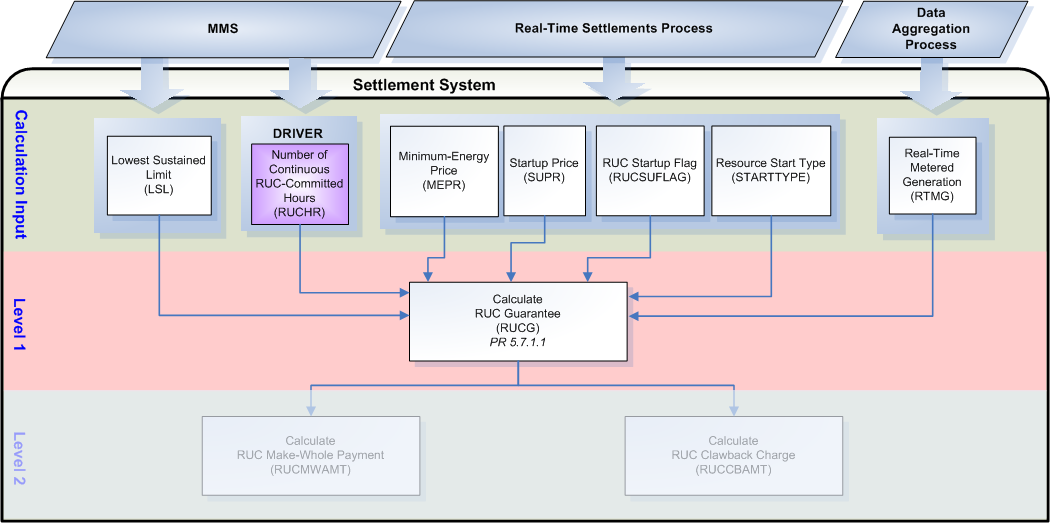 MMS
Real-Time Settlements Process
Data
Aggregation
Process
Settlement System
Calculation Input
Lowest Sustained
Limit
(LSL)
DRIVER
Number of
Continuous
RUC-Committed
Hours
(RUCHR)
Minimum-Energy
Price
(MEPR)
Startup Price
(SUPR)
RUC Startup Flag
(RUCSUFLAG)
Resource Start Type
(STARTTYPE)
Real-Time
Metered
Generation
(RTMG)
Level 1
Calculate
RUC Guarantee
(RUCG)
PR 5.7.1.1
Level 2
Calculate
RUC Make-Whole Payment
(RUCMWAMT)
Calculate
RUC Clawback Charge
(RUCCBAMT)